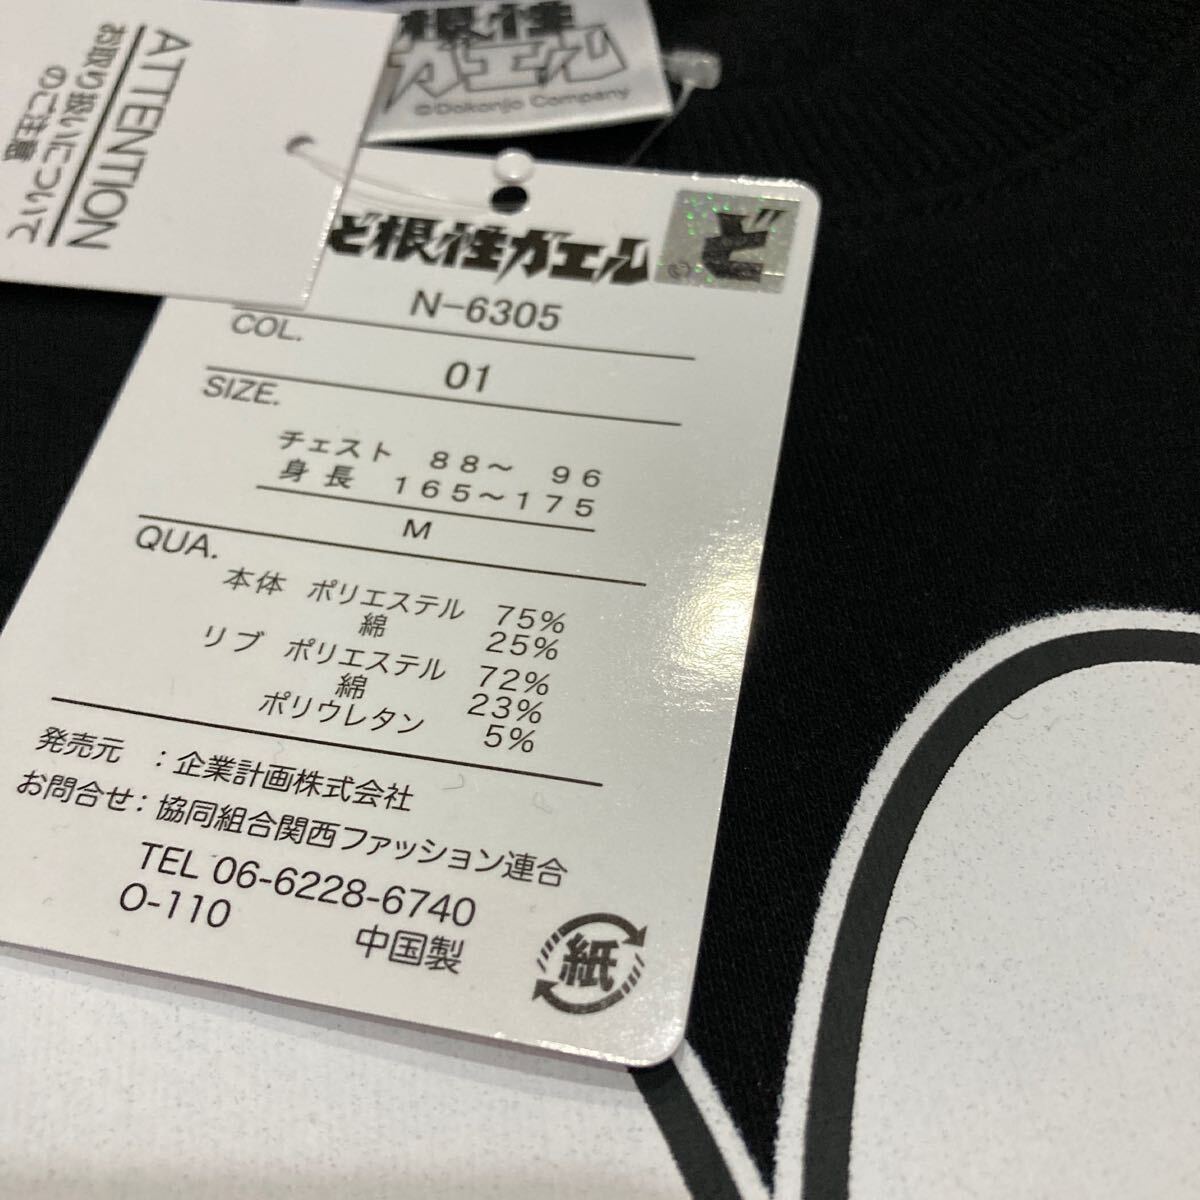 ATTENTION
お取り扱いについて
のご注意
根性
ガエル
©Dokonjo Company
ど根性ガエル
ど
©
N-6305
COL.
01
SIZE.
チェスト 88〜 96
身長 165〜175
M
QUA.
本体 ポリエステル 75%
綿 25%
リブ ポリエステル 72%
綿 23%
ポリウレタン 5%
発売元 :企業計画株式会社
お問合せ:協同組合関西ファッション連合
TEL 06-6228-6740
O-110
中国製
紙